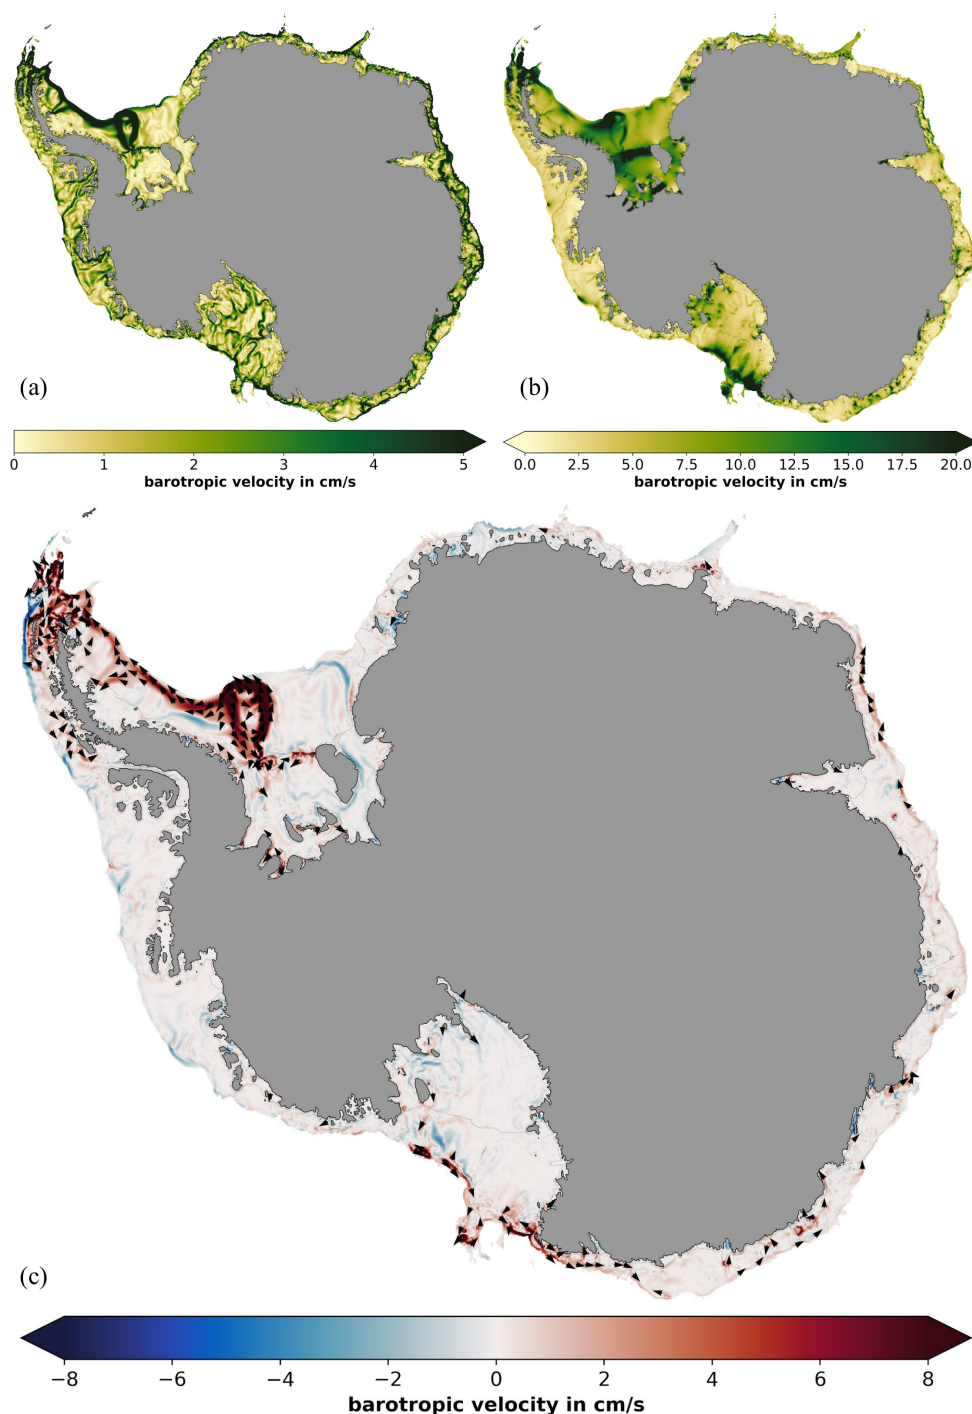 (a)
(b)
0 1 2 3 4 5
barotropic velocity in cm/s
0.0 2.5 5.0 7.5 10.0 12.5 15.0 17.5 20.0
barotropic velocity in cm/s
(c)
−8 −6 −4 −2 0 2 4 6 8
barotropic velocity in cm/s